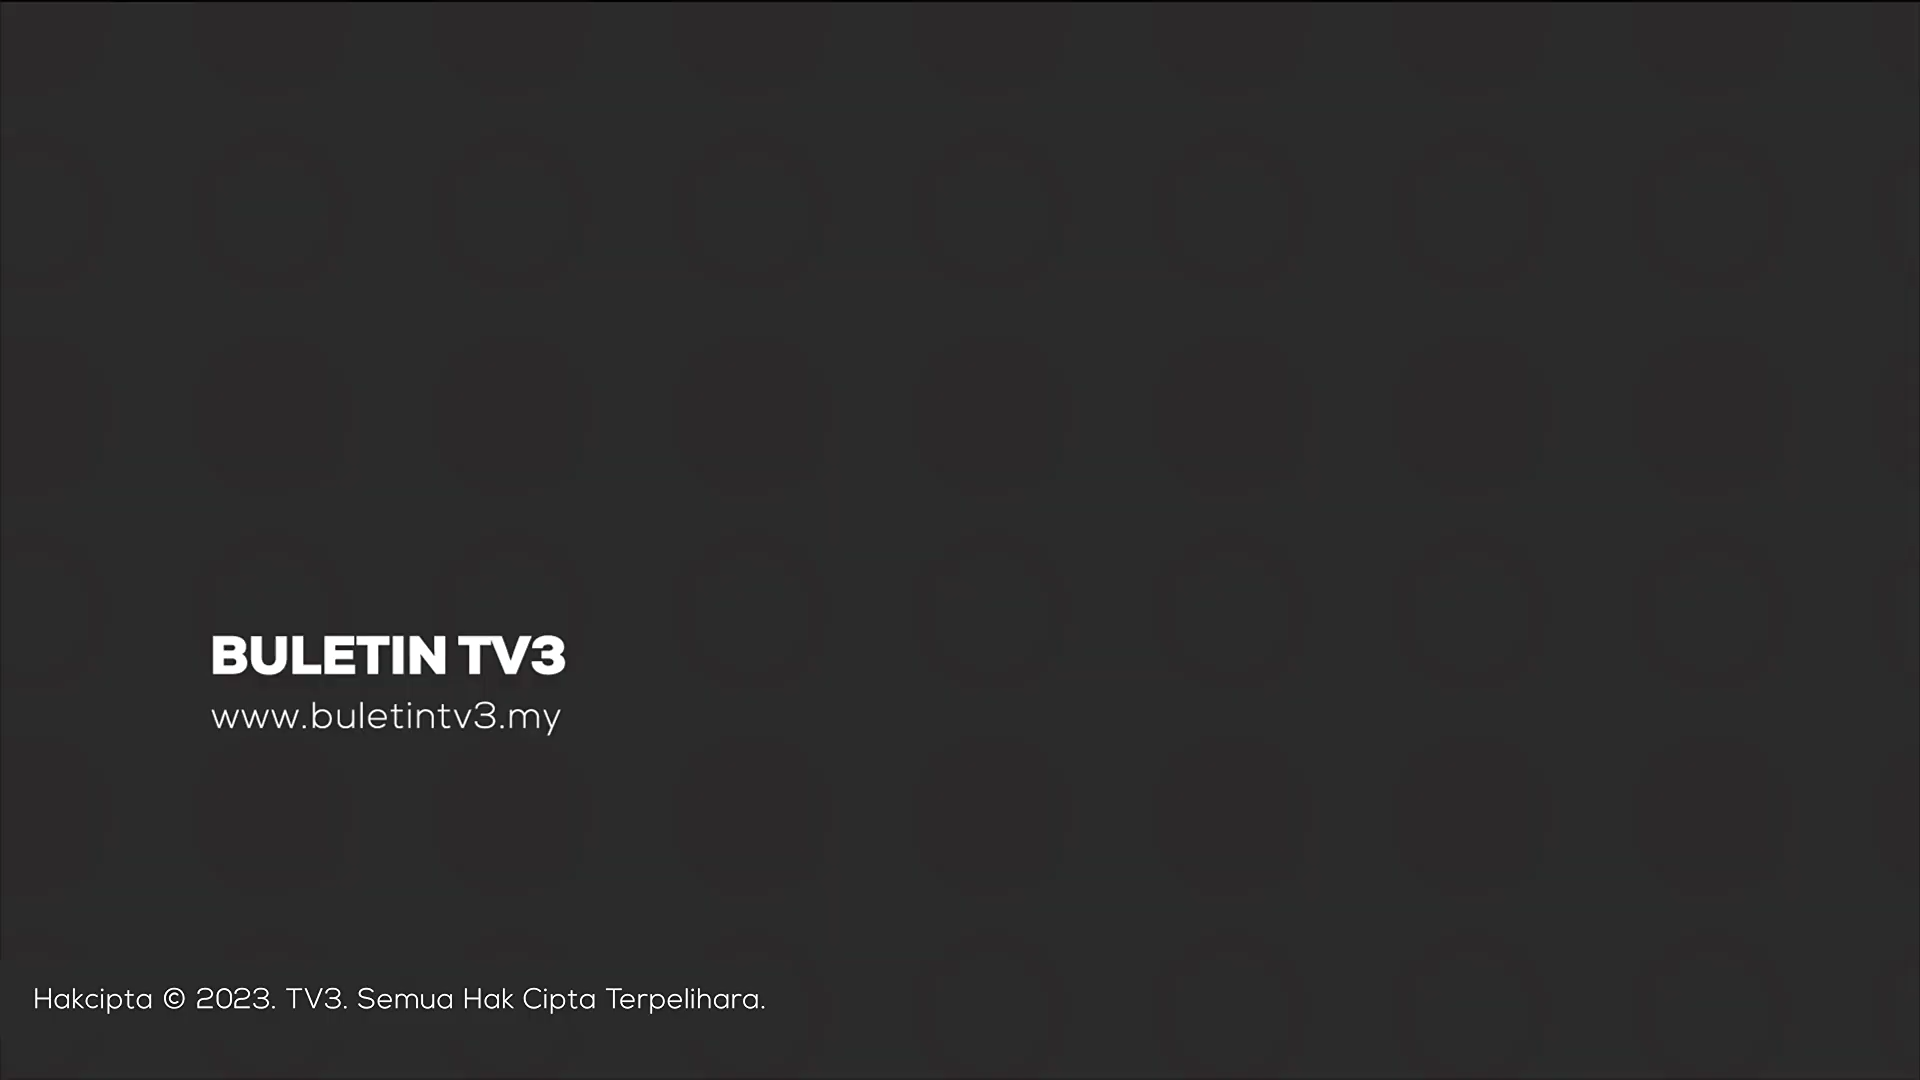 BULETIN TV3
www.buletintv3.my
Hakcipta © 2023. TV3. Semua Hak Cipta Terpelihara.